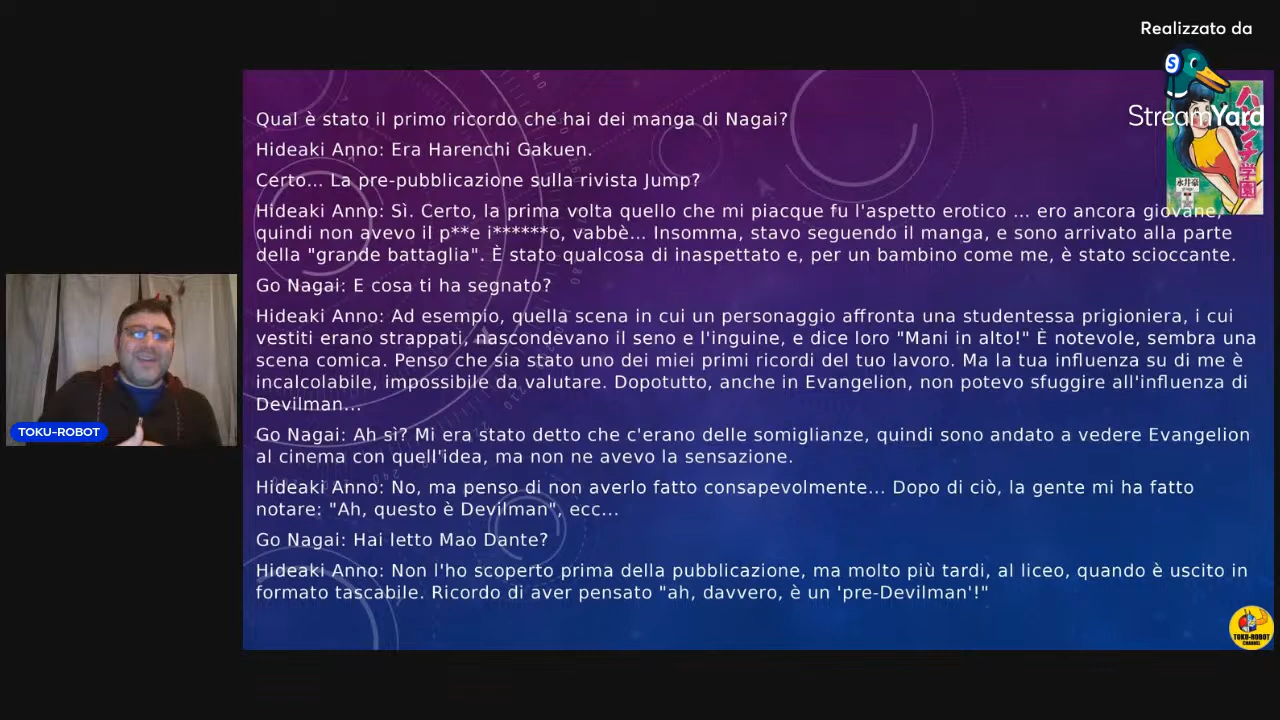 Realizzato da
S
StreamYard
ハレンチ学園
永井豪
Qual è stato il primo ricordo che hai dei manga di Nagai?
Hideaki Anno: Era Harenchi Gakuen.
Certo... La pre-pubblicazione sulla rivista Jump?
Hideaki Anno: Sì. Certo, la prima volta quello che mi piacque fu l'aspetto erotico ... ero ancora giovane,
quindi non avevo il p**e i******o, vabbè... Insomma, stavo seguendo il manga, e sono arrivato alla parte
della "grande battaglia". È stato qualcosa di inaspettato e, per un bambino come me, è stato scioccante.
Go Nagai: E cosa ti ha segnato?
Hideaki Anno: Ad esempio, quella scena in cui un personaggio affronta una studentessa prigioniera, i cui
vestiti erano strappati, nascondevano il seno e l'inguine, e dice loro "Mani in alto!" È notevole, sembra una
scena comica. Penso che sia stato uno dei miei primi ricordi del tuo lavoro. Ma la tua influenza su di me è
incalcolabile, impossibile da valutare. Dopotutto, anche in Evangelion, non potevo sfuggire all'influenza di
Devilman...
Go Nagai: Ah sì? Mi era stato detto che c'erano delle somiglianze, quindi sono andato a vedere Evangelion
al cinema con quell'idea, ma non ne avevo la sensazione.
Hideaki Anno: No, ma penso di non averlo fatto consapevolmente... Dopo di ciò, la gente mi ha fatto
notare: "Ah, questo è Devilman", ecc...
Go Nagai: Hai letto Mao Dante?
Hideaki Anno: Non l'ho scoperto prima della pubblicazione, ma molto più tardi, al liceo, quando è uscito in
formato tascabile. Ricordo di aver pensato "ah, davvero, è un 'pre-Devilman'!"
TOKU-ROBOT
TOKU-ROBOT
CHANNEL